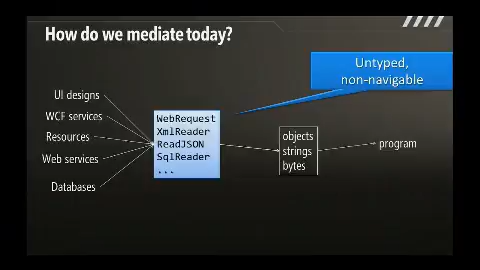 How do we mediate today?
Untyped,
non-navigable
UI designs
WCF services
Resources
Web services
Databases
WebRequest
XmlReader
ReadJSON
SqlReader
...
objects
strings
bytes
program